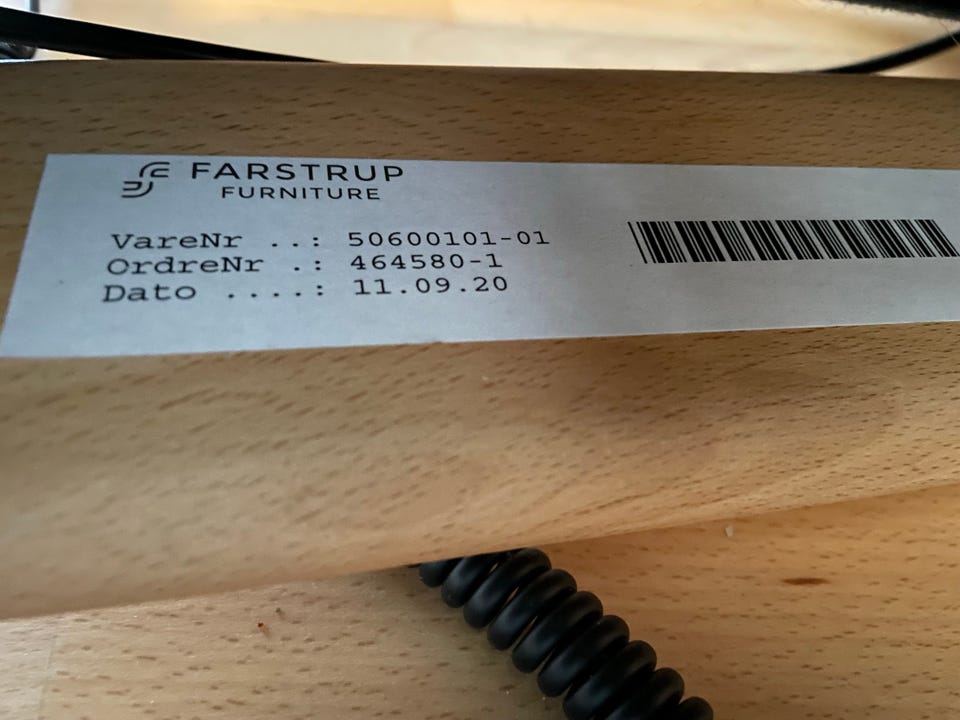 FARSTRUP
FURNITURE
VareNr ..: 50600101-01
OrdreNr .: 464580-1
Dato ....: 11.09.20